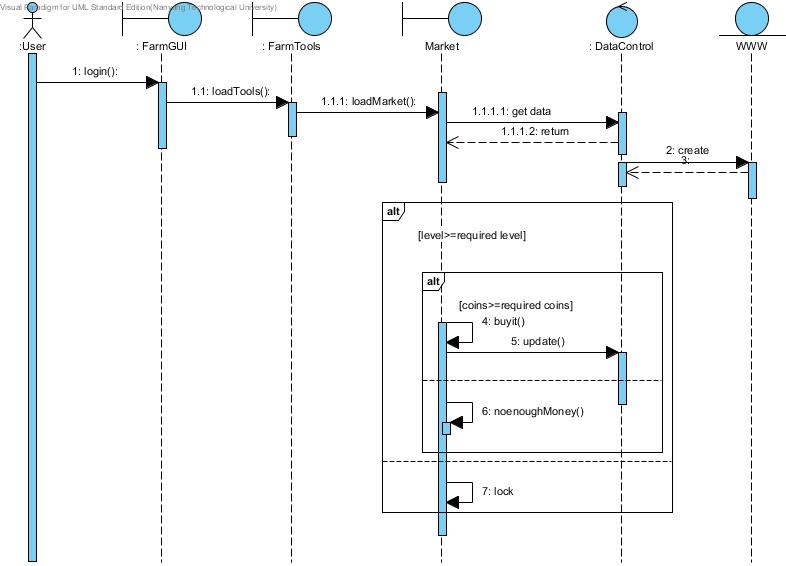 Visual Paradigm for UML Standard Edition(Nanyang Technological University)
:User
: FarmGUI
: FarmTools
Market
: DataControl
WWW
1: login():
1.1: loadTools():
1.1.1: loadMarket():
1.1.1.1: get data
1.1.1.2: return
2: create
3:
alt
[level>=required level]
alt
[coins>=required coins]
4: buyit()
5: update()
6: noenoughMoney()
7: lock